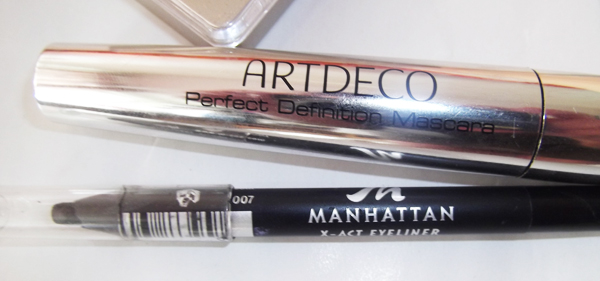 ARTDECO
Perfect Definition Mascara
007
MANHATTAN
X-ACT EYELINER